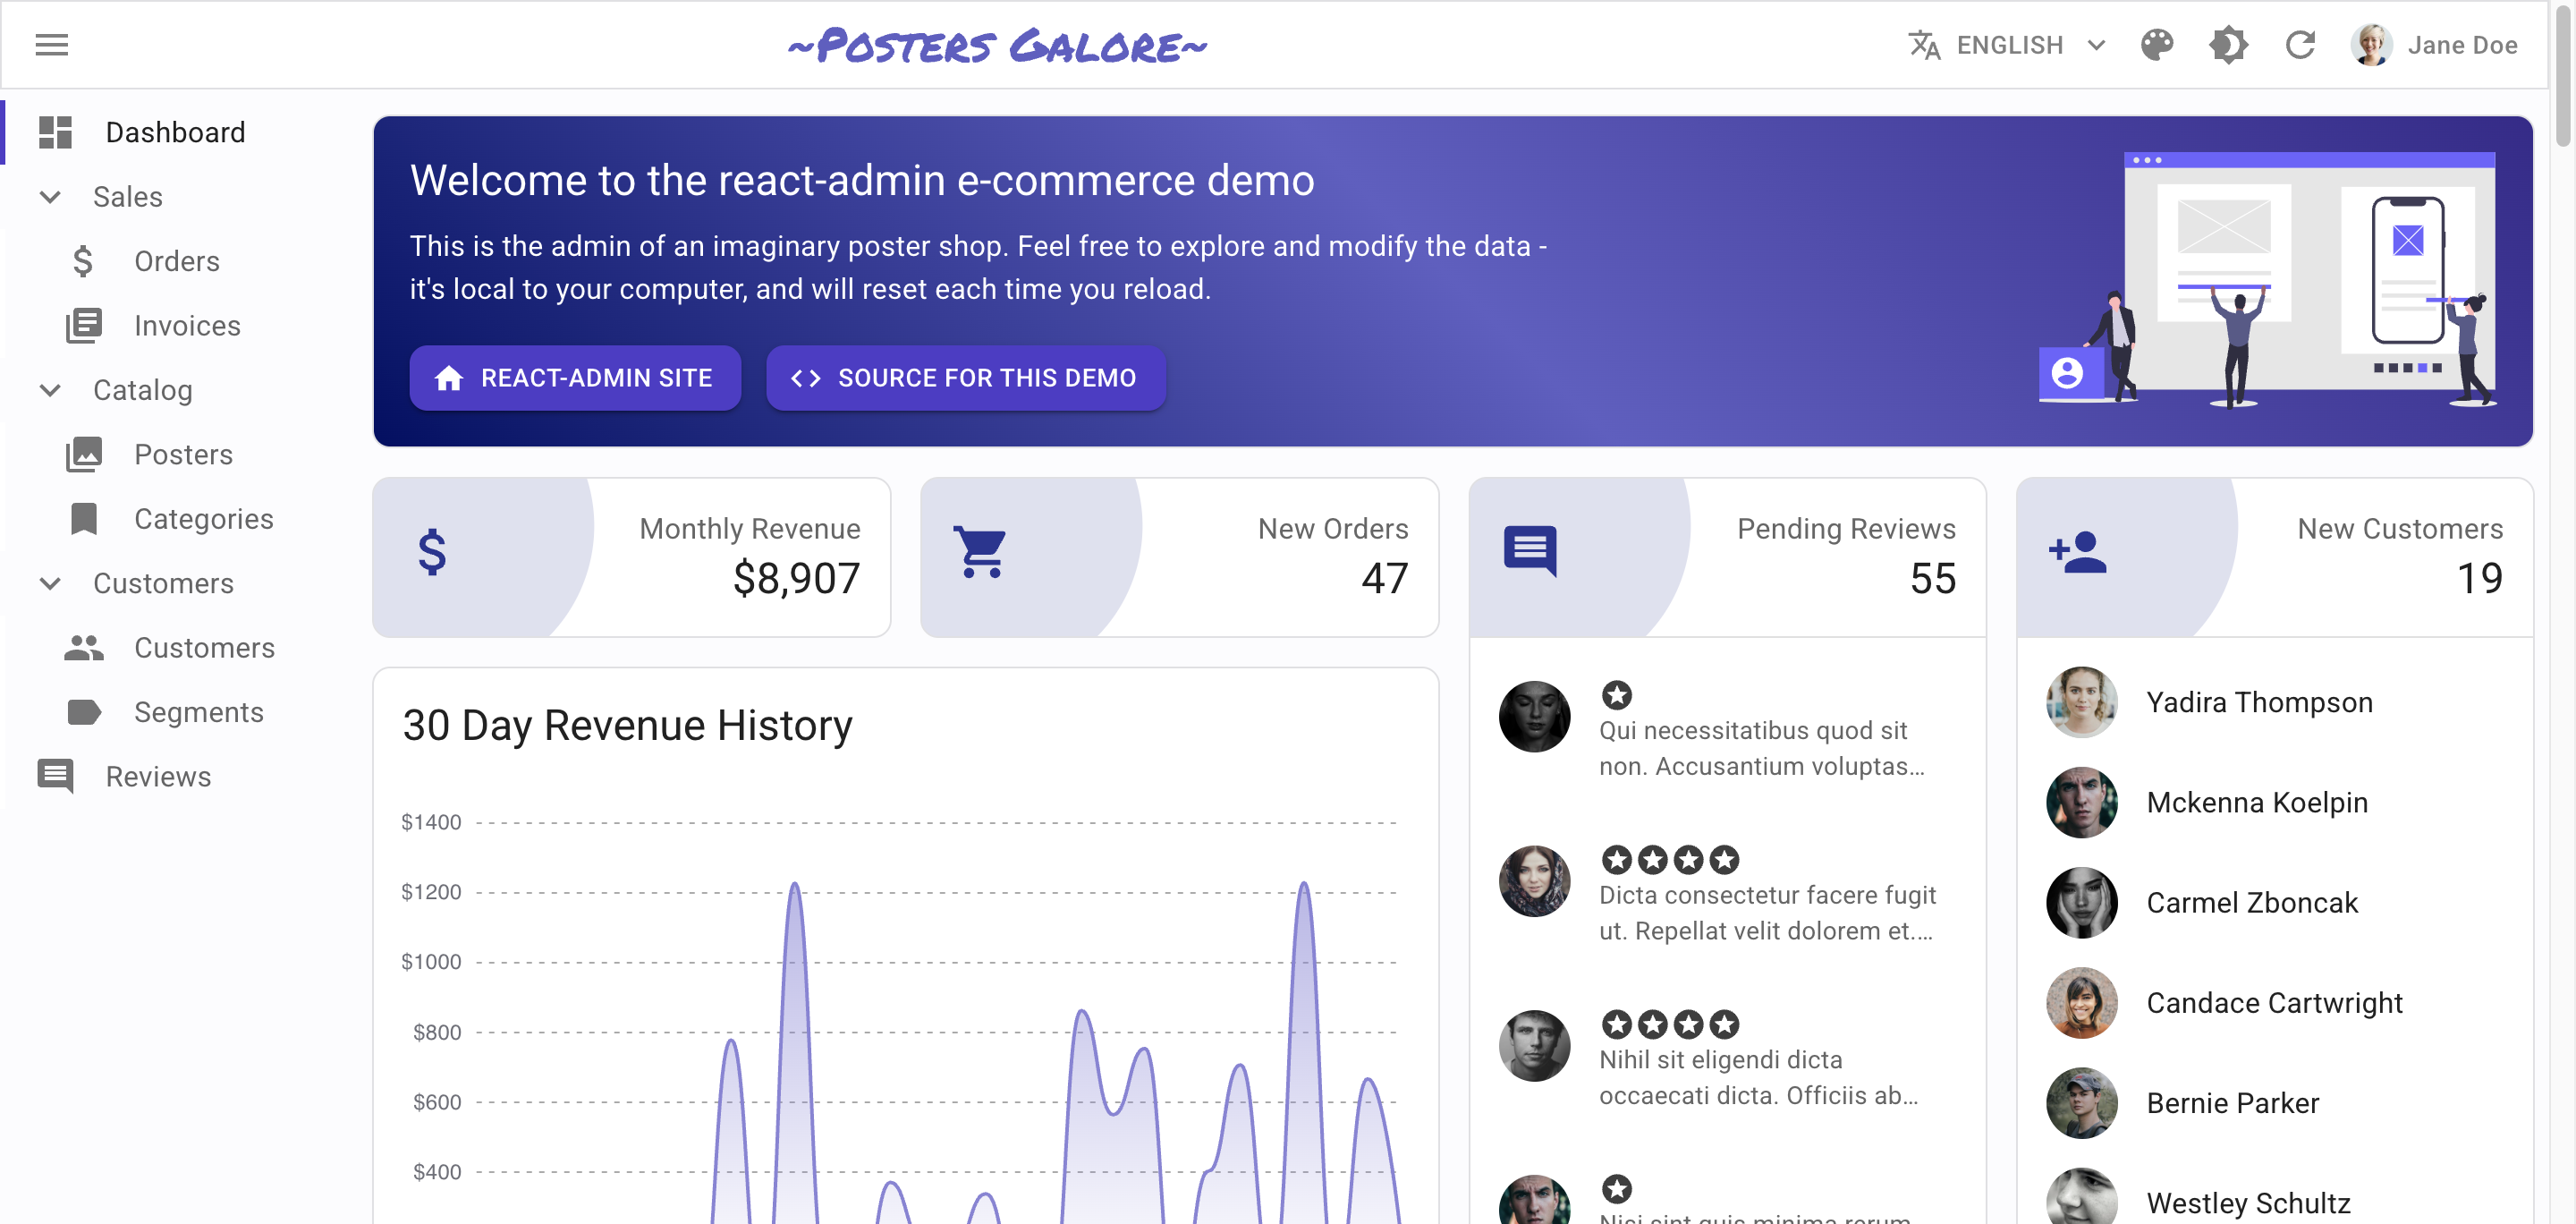 ~Posters Galore~
ENGLISH
Jane Doe
Dashboard
Sales
Orders
Invoices
Catalog
Posters
Categories
Customers
Customers
Segments
Reviews
Welcome to the react-admin e-commerce demo
This is the admin of an imaginary poster shop. Feel free to explore and modify the data -
it's local to your computer, and will reset each time you reload.
REACT-ADMIN SITE
SOURCE FOR THIS DEMO
Monthly Revenue
$8,907
New Orders
47
Pending Reviews
55
New Customers
19
30 Day Revenue History
$1400
$1200
$1000
$800
$600
$400
Qui necessitatibus quod sit
non. Accusantium voluptas...
Dicta consectetur facere fugit
ut. Repellat velit dolorem et....
Nihil sit eligendi dicta
occaecati dicta. Officiis ab...
Nisi sint quis minima rerum
Yadira Thompson
Mckenna Koelpin
Carmel Zboncak
Candace Cartwright
Bernie Parker
Westley Schultz